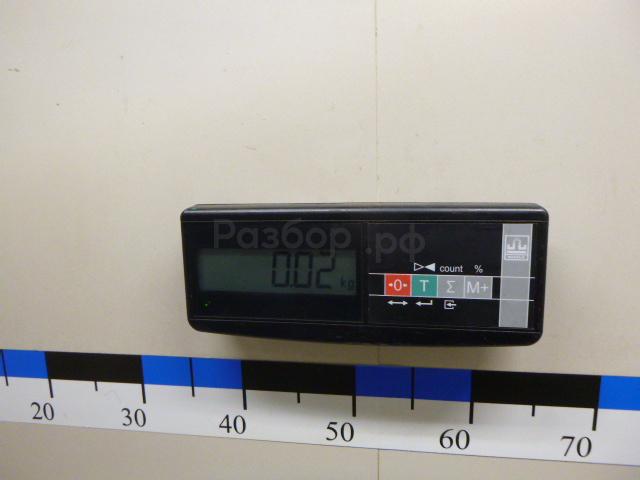 Разбор.рф
0.02 kg
count %
→0← T Σ M+
20 30 40 50 60 70